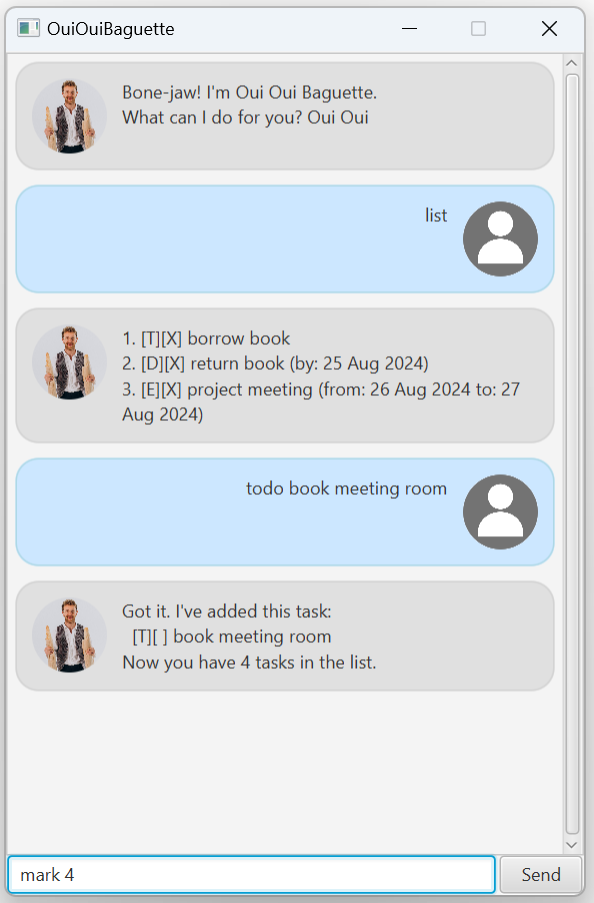 OuiOuiBaguette
Bone-jaw! I'm Oui Oui Baguette.
What can I do for you? Oui Oui
list
1. [T][X] borrow book
2. [D][X] return book (by: 25 Aug 2024)
3. [E][X] project meeting (from: 26 Aug 2024 to: 27
Aug 2024)
todo book meeting room
Got it. I've added this task:
[T][ ] book meeting room
Now you have 4 tasks in the list.
mark 4
Send